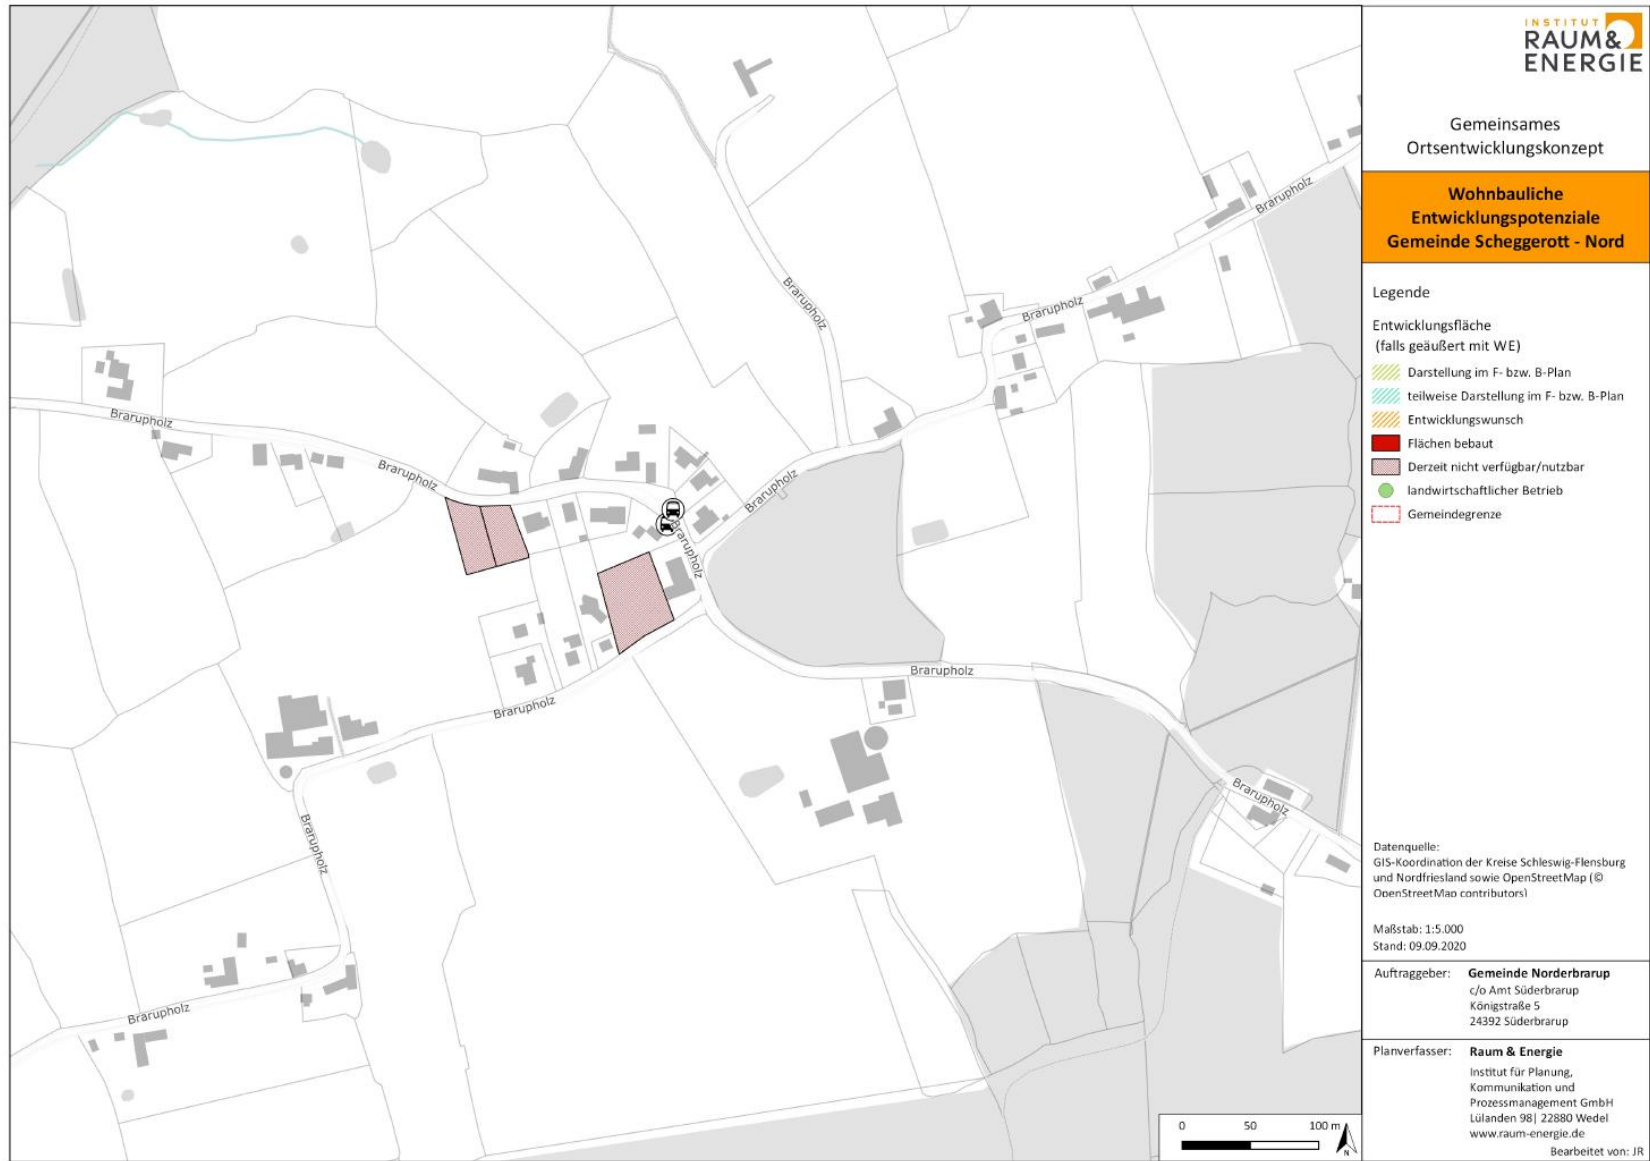 INSTITUT
RAUM&
ENERGIE
Gemeinsames
Ortsentwicklungskonzept
Wohnbauliche
Entwicklungspotenziale
Gemeinde Scheggerott - Nord
Legende
Entwicklungsfläche
(falls geäußert mit WE)
Darstellung im F- bzw. B-Plan
teilweise Darstellung im F- bzw. B-Plan
Entwicklungswunsch
Flächen bebaut
Derzeit nicht verfügbar/nutzbar
landwirtschaftlicher Betrieb
Gemeindegrenze
Datenquelle:
GIS-Koordination der Kreise Schleswig-Flensburg
und Nordfriesland sowie OpenStreetMap (©
OpenStreetMap contributors)
Maßstab: 1:5.000
Stand: 09.09.2020
Auftraggeber: Gemeinde Norderbrarup
c/o Amt Süderbrarup
Königstraße 5
24392 Süderbrarup
Planverfasser: Raum & Energie
Institut für Planung,
Kommunikation und
Prozessmanagement GmbH
Lülanden 98| 22880 Wedel
www.raum-energie.de
Bearbeitet von: JR
Brarupholz
Brarupholz
Brarupholz
Brarupholz
Brarupholz
Brarupholz
Brarupholz
Brarupholz
Brarupholz
Brarupholz
Brarupholz
Brarupholz
Brarupholz
0 50 100 m
N